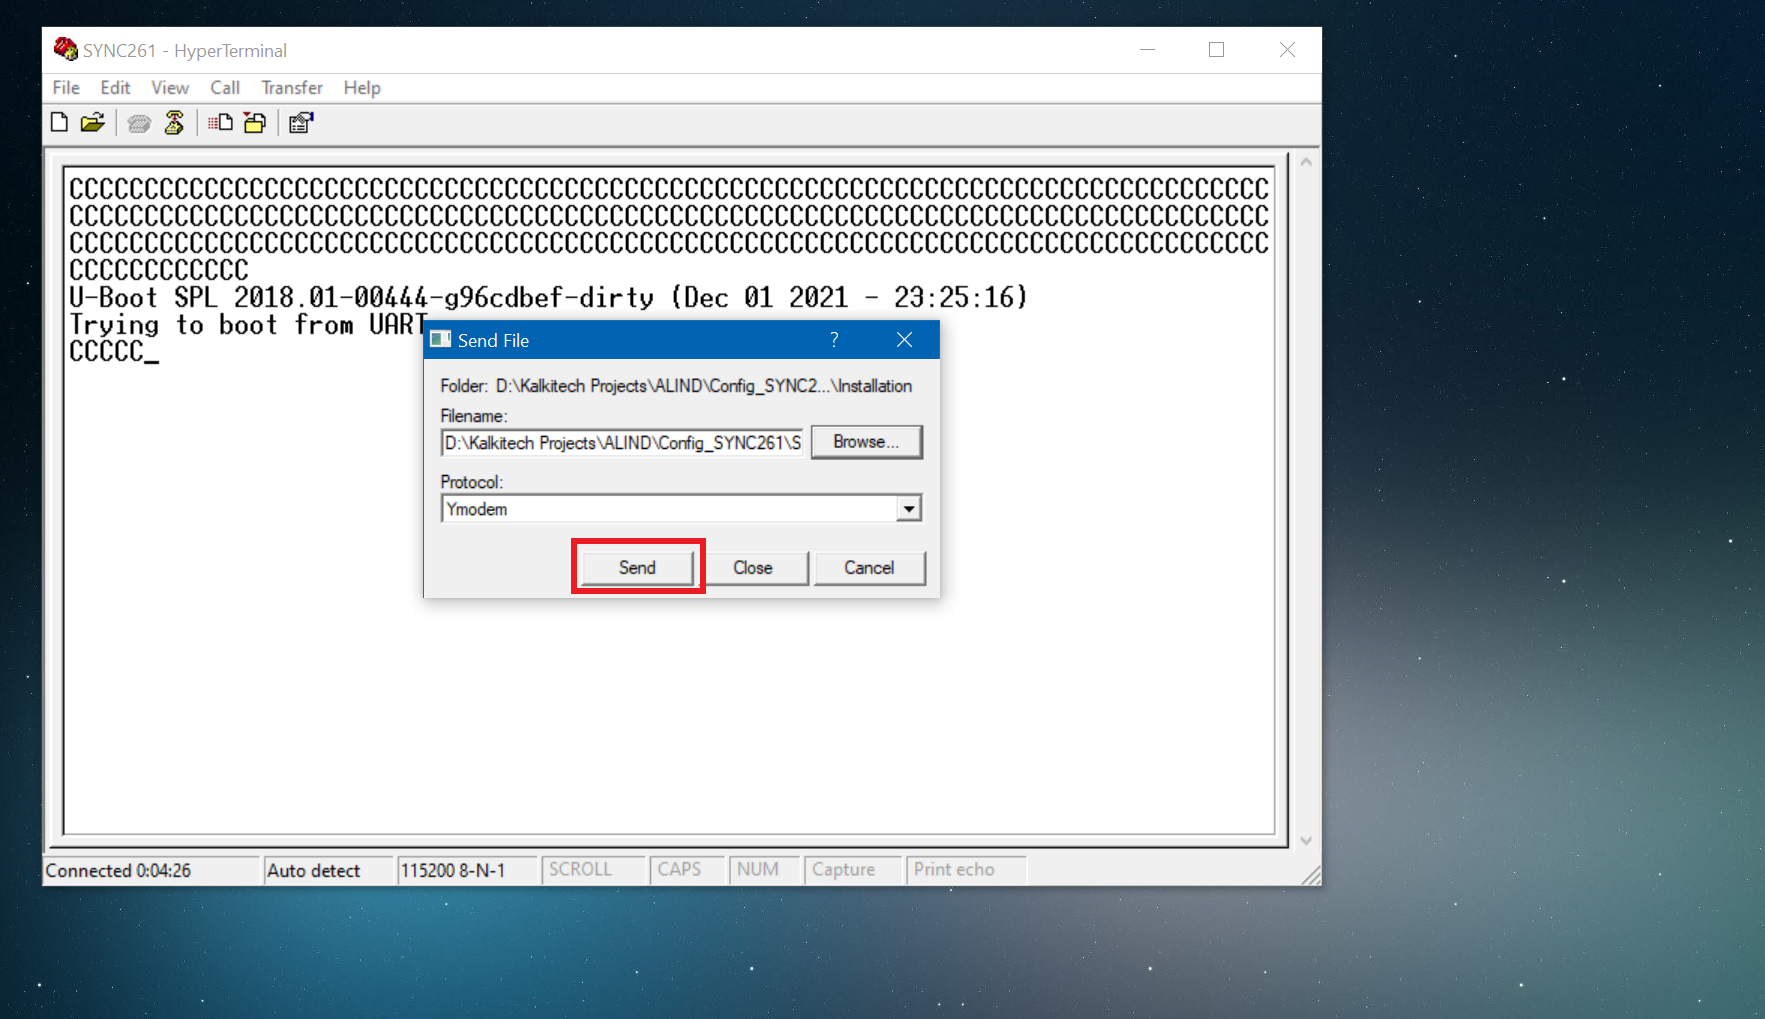 SYNC261 - HyperTerminal
File Edit View Call Transfer Help
CCCCCCCCCCCCCCCCCCCCCCCCCCCCCCCCCCCCCCCCCCCCCCCCCCCCCCCCCCCCCCCCCCCCCCCCCCCCCCCC
CCCCCCCCCCCCCCCCCCCCCCCCCCCCCCCCCCCCCCCCCCCCCCCCCCCCCCCCCCCCCCCCCCCCCCCCCCCCCCCC
CCCCCCCCCCCCCCCCCCCCCCCCCCCCCCCCCCCCCCCCCCCCCCCCCCCCCCCCCCCCCCCCCCCCCCCCCCCCCCCC
CCCCCCCCCCCC
U-Boot SPL 2018.01-00444-g96cdbef-dirty (Dec 01 2021 - 23:25:16)
Trying to boot from UART
CCCCC_
Send File ?
Folder: D:\Kalkitech Projects\ALIND\Config_SYNC2...\Installation
Filename:
D:\Kalkitech Projects\ALIND\Config_SYNC261\S Browse...
Protocol:
Ymodem
Send Close Cancel
Connected 0:04:26 Auto detect 115200 8-N-1 SCROLL CAPS NUM Capture Print echo